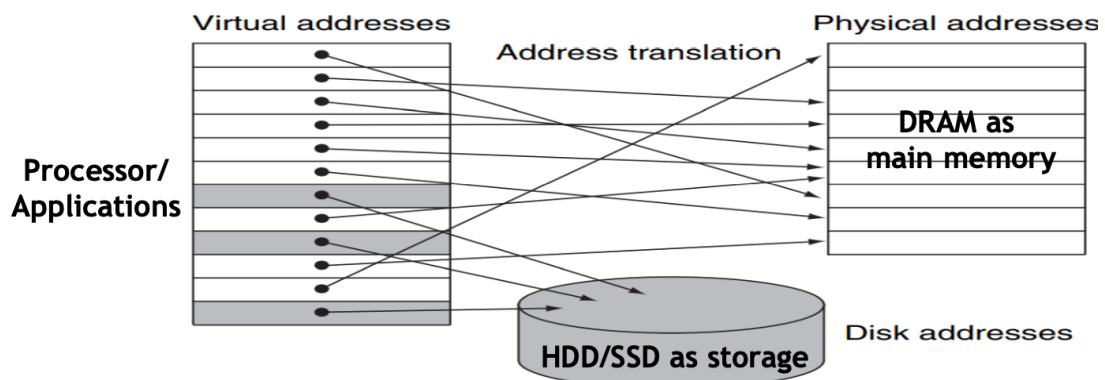 Virtual addresses
Physical addresses
Address translation
DRAM as
main memory
Processor/
Applications
Disk addresses
HDD/SSD as storage